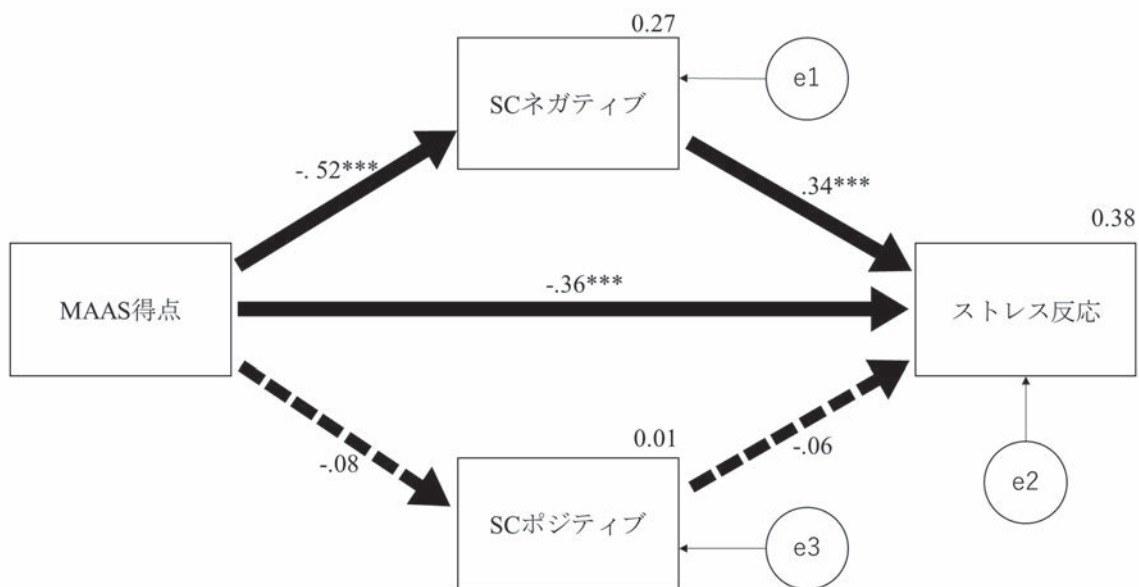 0.27
SCネガティブ
e1
-. 52***
.34***
0.38
MAAS得点
-.36***
ストレス反応
-.08
0.01
-.06
SCポジティブ
e3
e2